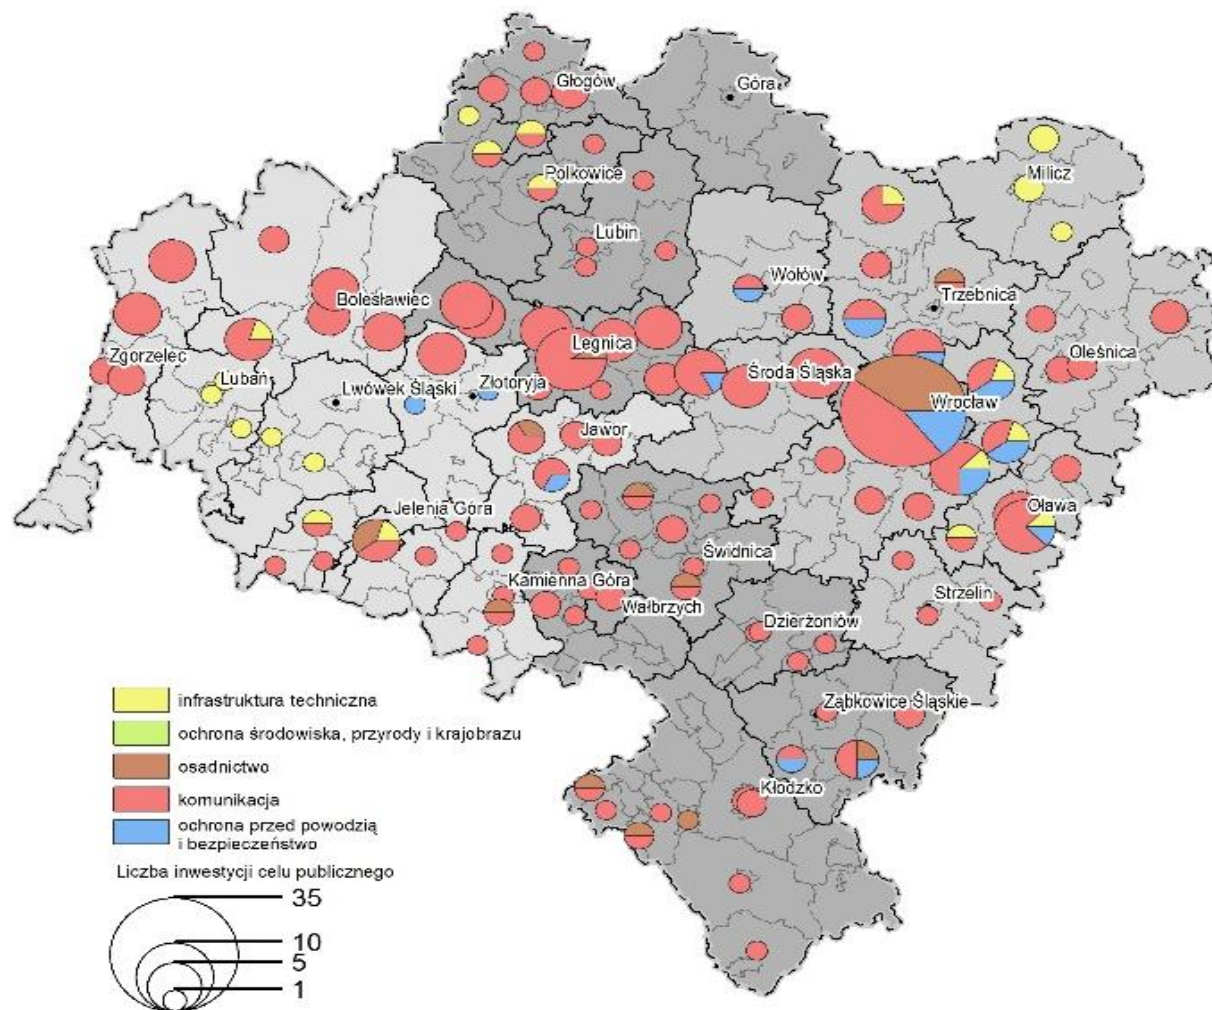 Głogów
Góra
Milicz
Polkowice
Lubin
Wołów
Trzebnica
Bolesławiec
Legnica
Oleśnica
Zgorzelec
Lubań
Lwówek Śląski
Złotoryja
Środa Śląska
Wrocław
Jawor
Jelenia Góra
Oława
Świdnica
Kamienna Góra
Wałbrzych
Strzelin
Dzierżoniów
Ząbkowice Śląskie
Kłodzko
infrastruktura techniczna
ochrona środowiska, przyrody i krajobrazu
osadnictwo
komunikacja
ochrona przed powodzią
i bezpieczeństwo
Liczba inwestycji celu publicznego
35
10
5
1